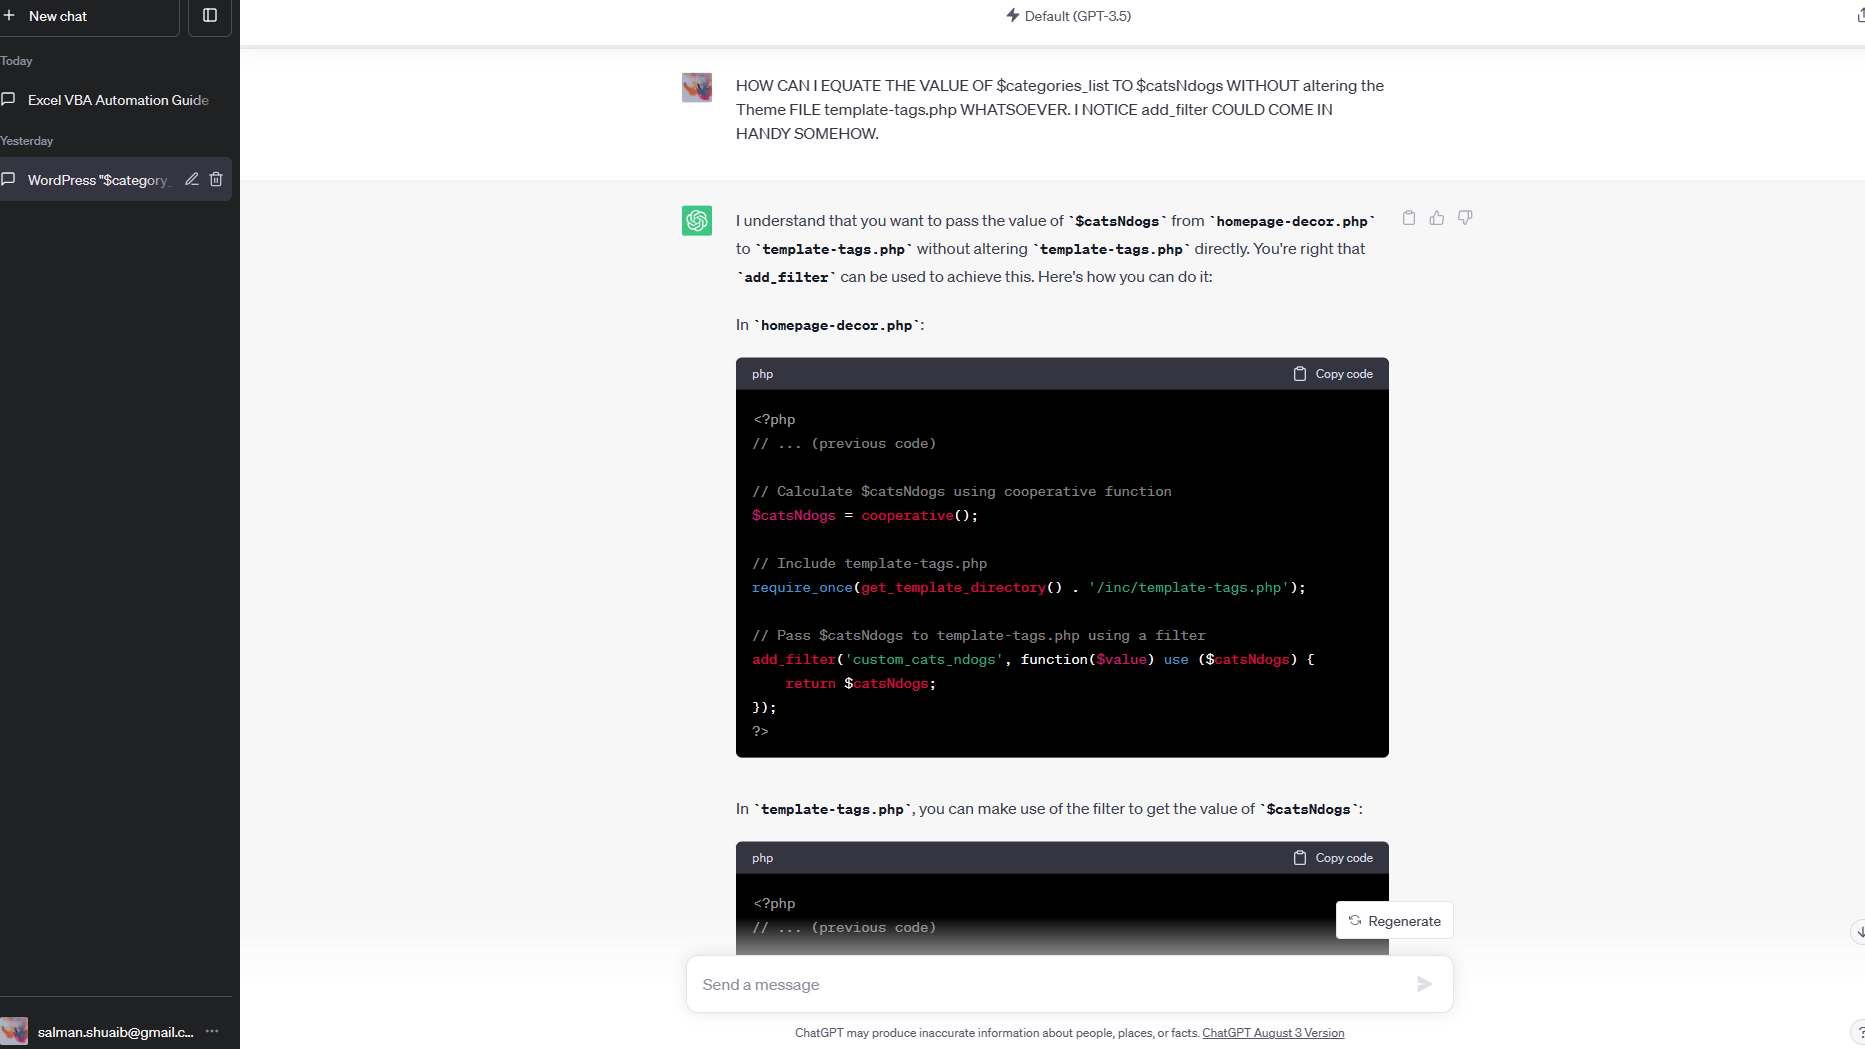 New chat
Default (GPT-3.5)
Today
Excel VBA Automation Guide
Yesterday
WordPress "$category_
HOW CAN I EQUATE THE VALUE OF $categories_list TO $catsNdogs WITHOUT altering the
Theme FILE template-tags.php WHATSOEVER. I NOTICE add_filter COULD COME IN
HANDY SOMEHOW.
I understand that you want to pass the value of `$catsNdogs` from `homepage-decor.php`
to `template-tags.php` without altering `template-tags.php` directly. You're right that
`add_filter` can be used to achieve this. Here's how you can do it:
In `homepage-decor.php`:
php
Copy code
<?php
// ... (previous code)
// Calculate $catsNdogs using cooperative function
$catsNdogs = cooperative();
// Include template-tags.php
require_once(get_template_directory() . '/inc/template-tags.php');
// Pass $catsNdogs to template-tags.php using a filter
add_filter('custom_cats_ndogs', function($value) use ($catsNdogs) {
    return $catsNdogs;
});
?>
In `template-tags.php`, you can make use of the filter to get the value of `$catsNdogs`:
php
Copy code
<?php
// ... (previous code)
Regenerate
Send a message
salman.shuaib@gmail.c...
ChatGPT may produce inaccurate information about people, places, or facts. ChatGPT August 3 Version
?